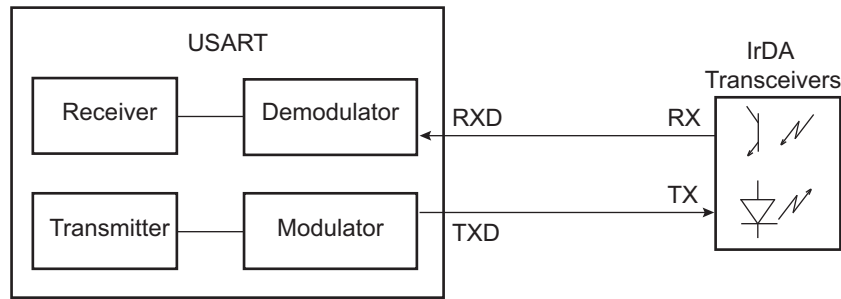 USART
IrDA
Transceivers
Receiver
Demodulator
RXD
RX
Transmitter
Modulator
TXD
TX